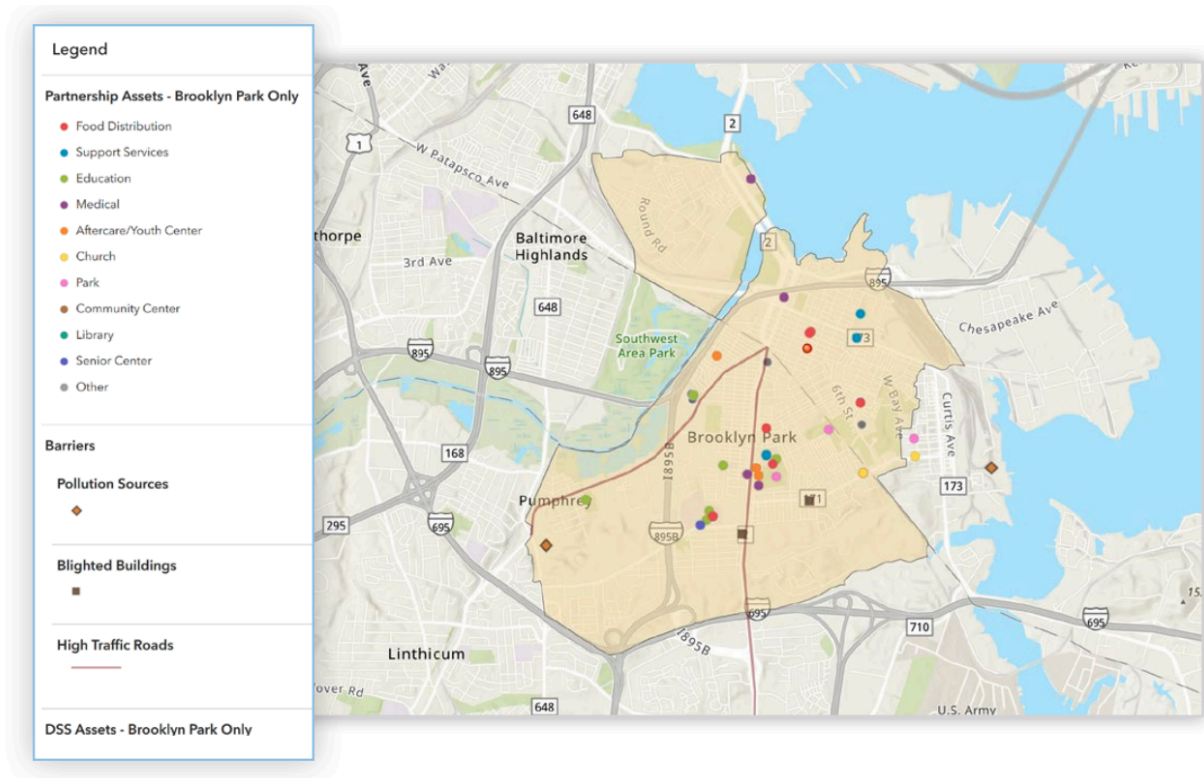 Legend
Partnership Assets - Brooklyn Park Only
Food Distribution
Support Services
Education
Medical
Aftercare/Youth Center
Church
Park
Community Center
Library
Senior Center
Other
Barriers
Pollution Sources
Blighted Buildings
High Traffic Roads
DSS Assets - Brooklyn Park Only
Ave
1
648
2
W Patapsco Ave
thorpe
Round Rd
Baltimore
Highlands
2
3rd Ave
895
648
Chesapeake Ave
Southwest
Area Park
895
895
6th St
W Bay Ave
Curtis Ave
Brooklyn Park
168
I895B
173
Pumphrey
295
695
895B
695
710
695
I895B
Linthicum
648
U.S. Army